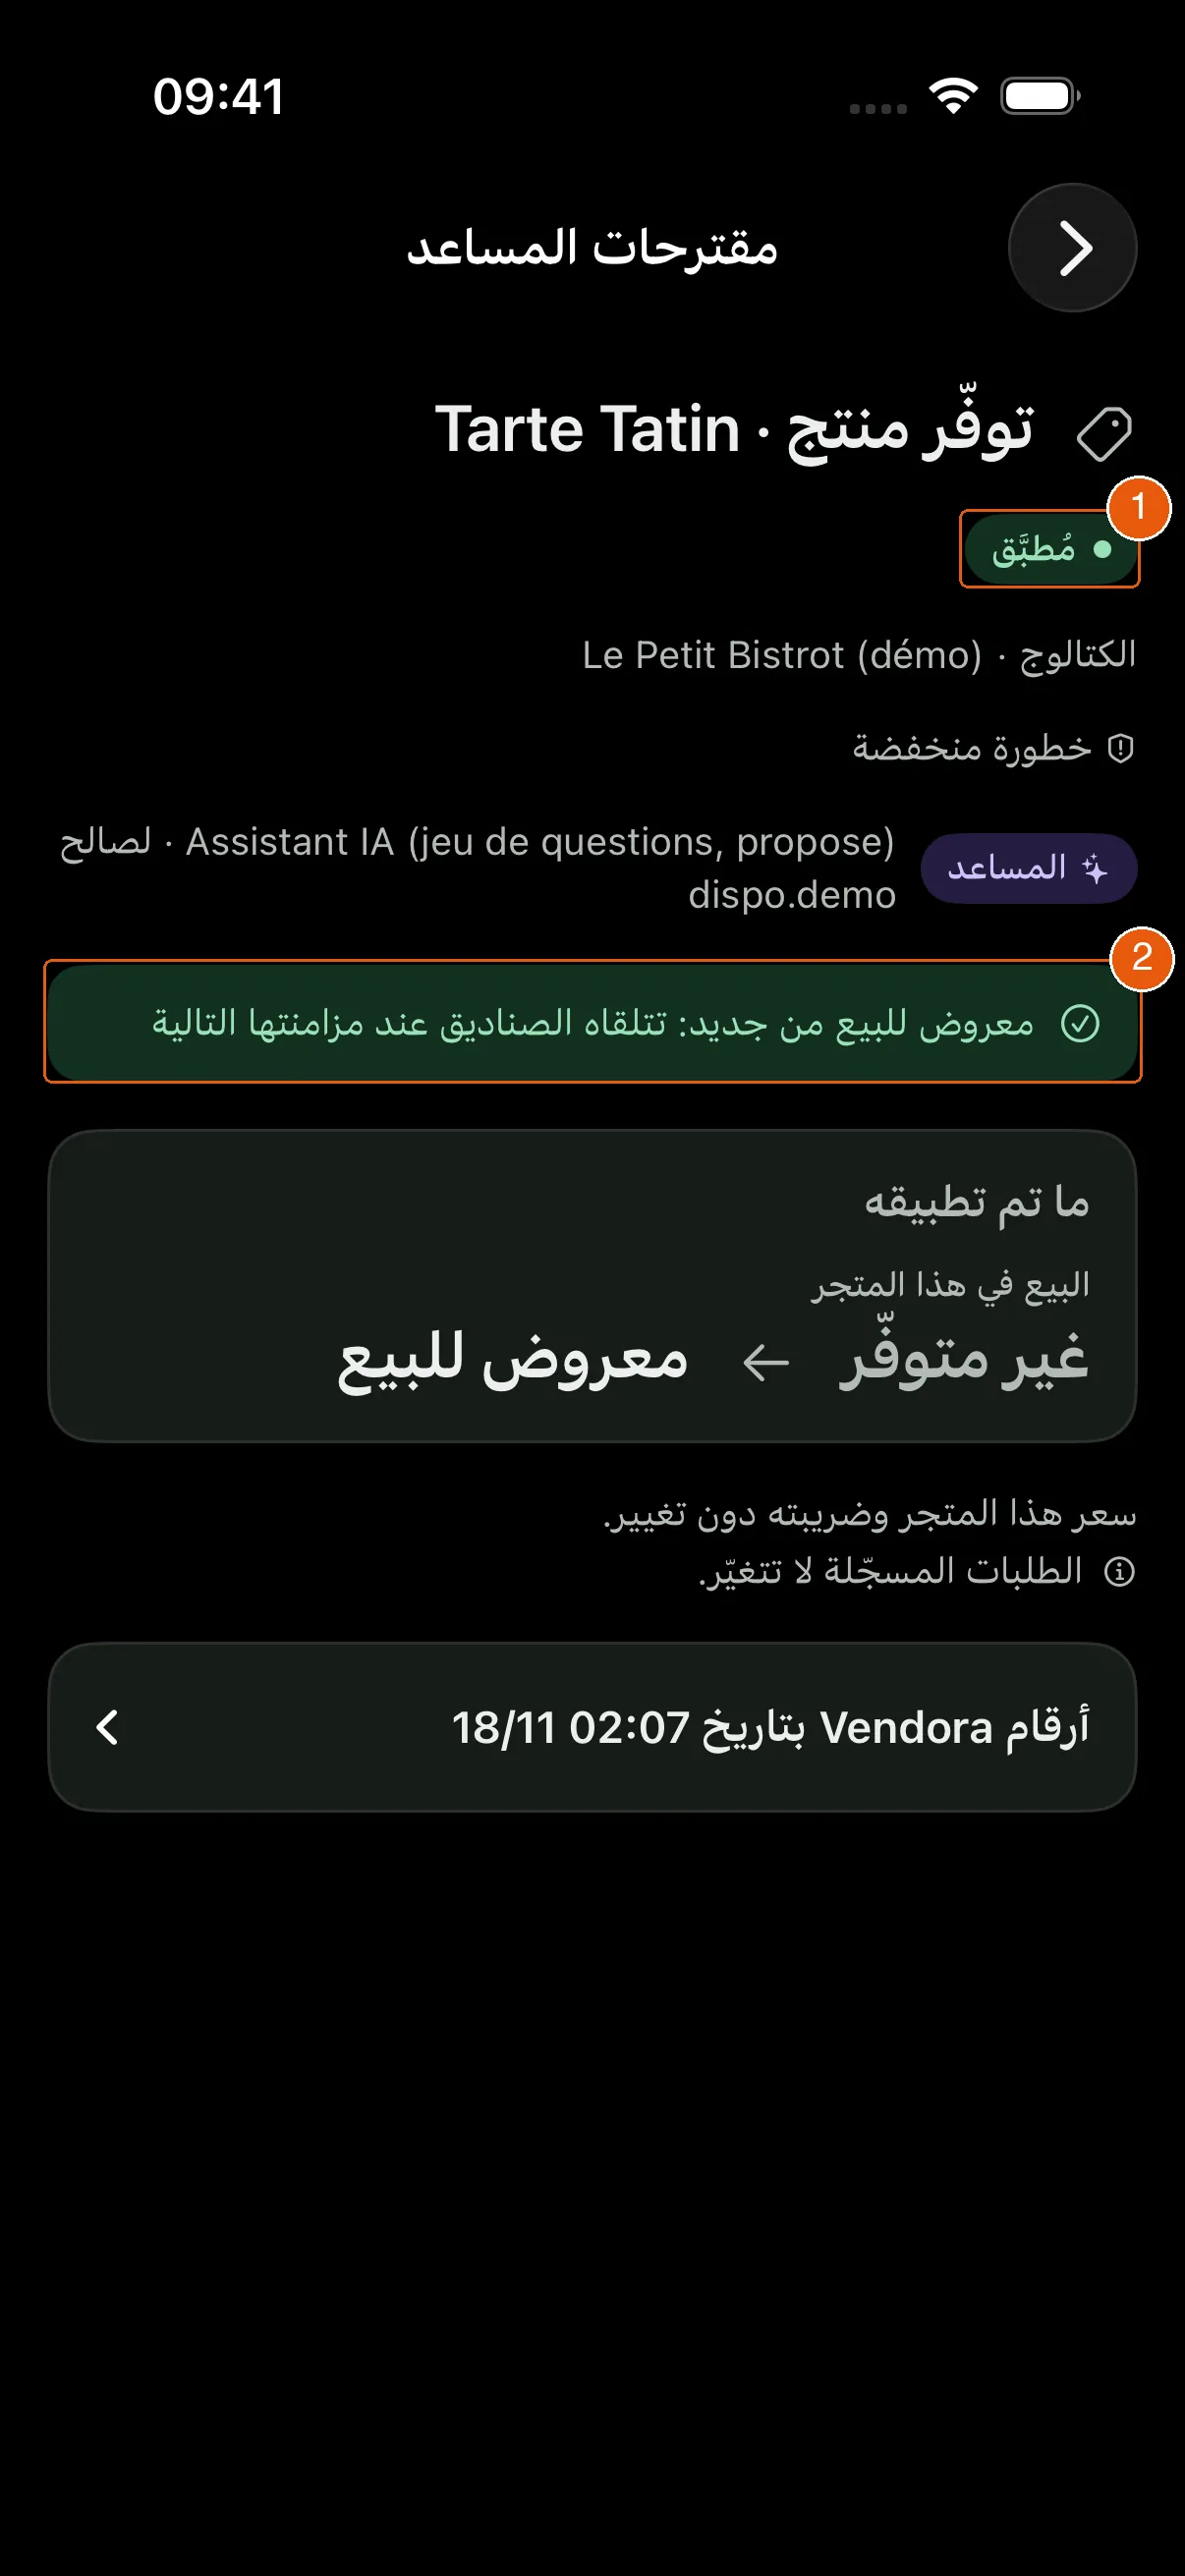 09:41
مقترحات المساعد
توفّر منتج · Tarte Tatin
1
مُطبَّق
الكتالوج · Le Petit Bistrot (démo)
خطورة منخفضة
المساعد
Assistant IA (jeu de questions, propose) · لصالح
dispo.demo
2
معروض للبيع من جديد: تتلقاه الصناديق عند مزامنتها التالية
ما تم تطبيقه
البيع في هذا المتجر
غير متوفّر ← معروض للبيع
سعر هذا المتجر وضريبته دون تغيير.
الطلبات المسجّلة لا تتغيّر.
أرقام Vendora بتاريخ 02:07 18/11